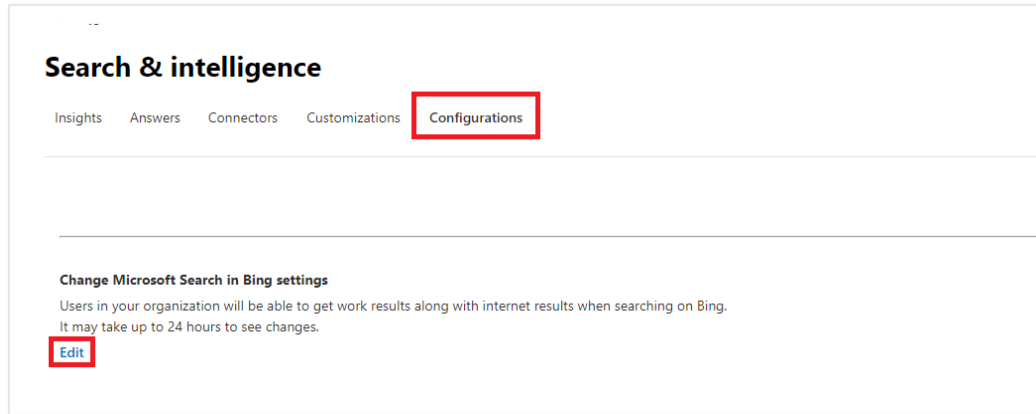 Search & intelligence
Insights Answers Connectors Customizations Configurations
Change Microsoft Search in Bing settings
Users in your organization will be able to get work results along with internet results when searching on Bing.
It may take up to 24 hours to see changes.
Edit